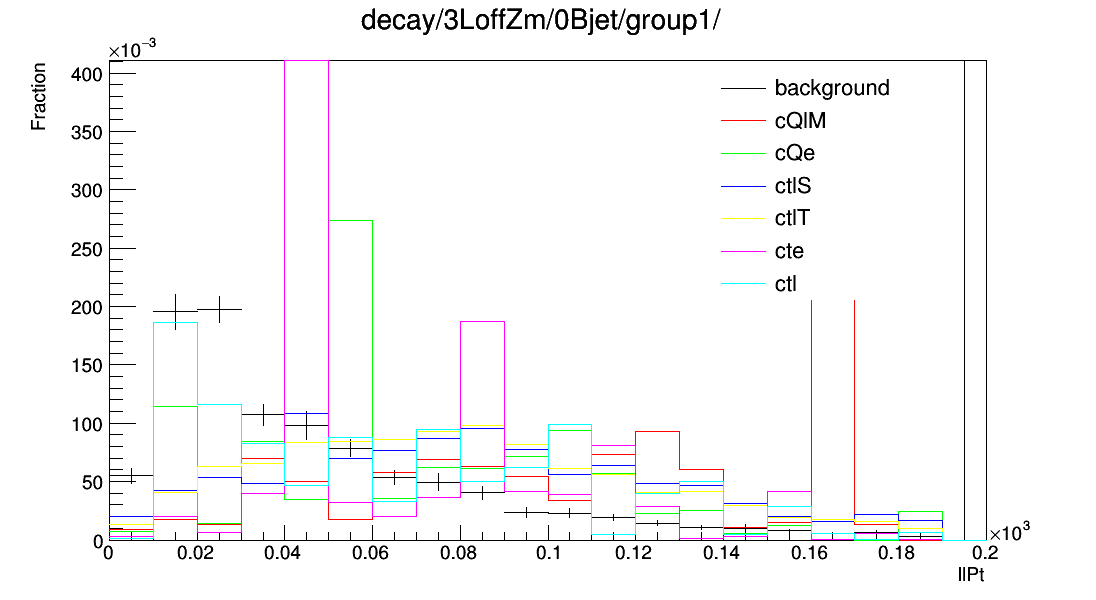 decay/3LoffZm/0Bjet/group1/
×10⁻³
Fraction
400
350
300
250
200
150
100
50
0
background
cQlM
cQe
ctlS
ctlT
cte
ctl
0 0.02 0.04 0.06 0.08 0.1 0.12 0.14 0.16 0.18 0.2
×10³
llPt